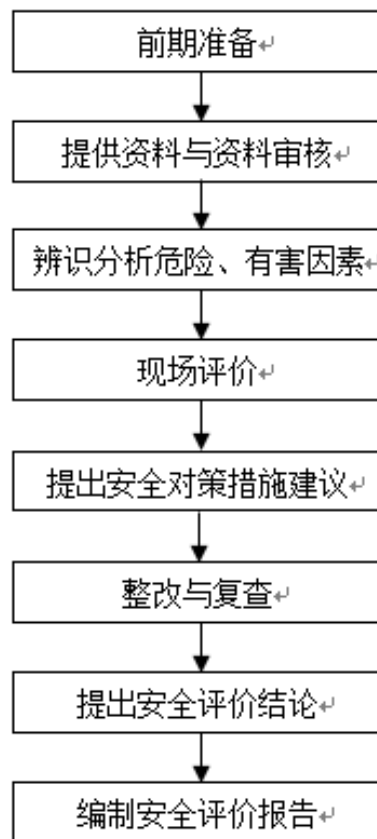 前期准备
提供资料与资料审核
辨识分析危险、有害因素
现场评价
提出安全对策措施建议
整改与复查
提出安全评价结论
编制安全评价报告